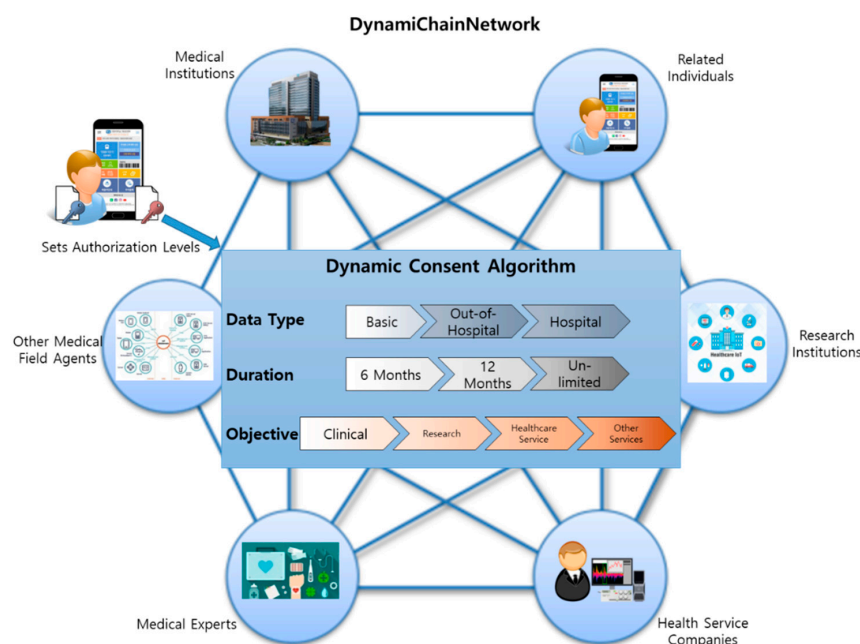 DynamiChainNetwork
Medical
Institutions
Related
Individuals
Sets Authorization Levels
Dynamic Consent Algorithm
Data Type
Basic
Out-of-
Hospital
Hospital
Other Medical
Field Agents
Research
Institutions
Healthcare IoT
Duration
6 Months
12
Months
Un-
limited
Objective
Clinical
Research
Healthcare
Service
Other
Services
Medical Experts
Health Service
Companies